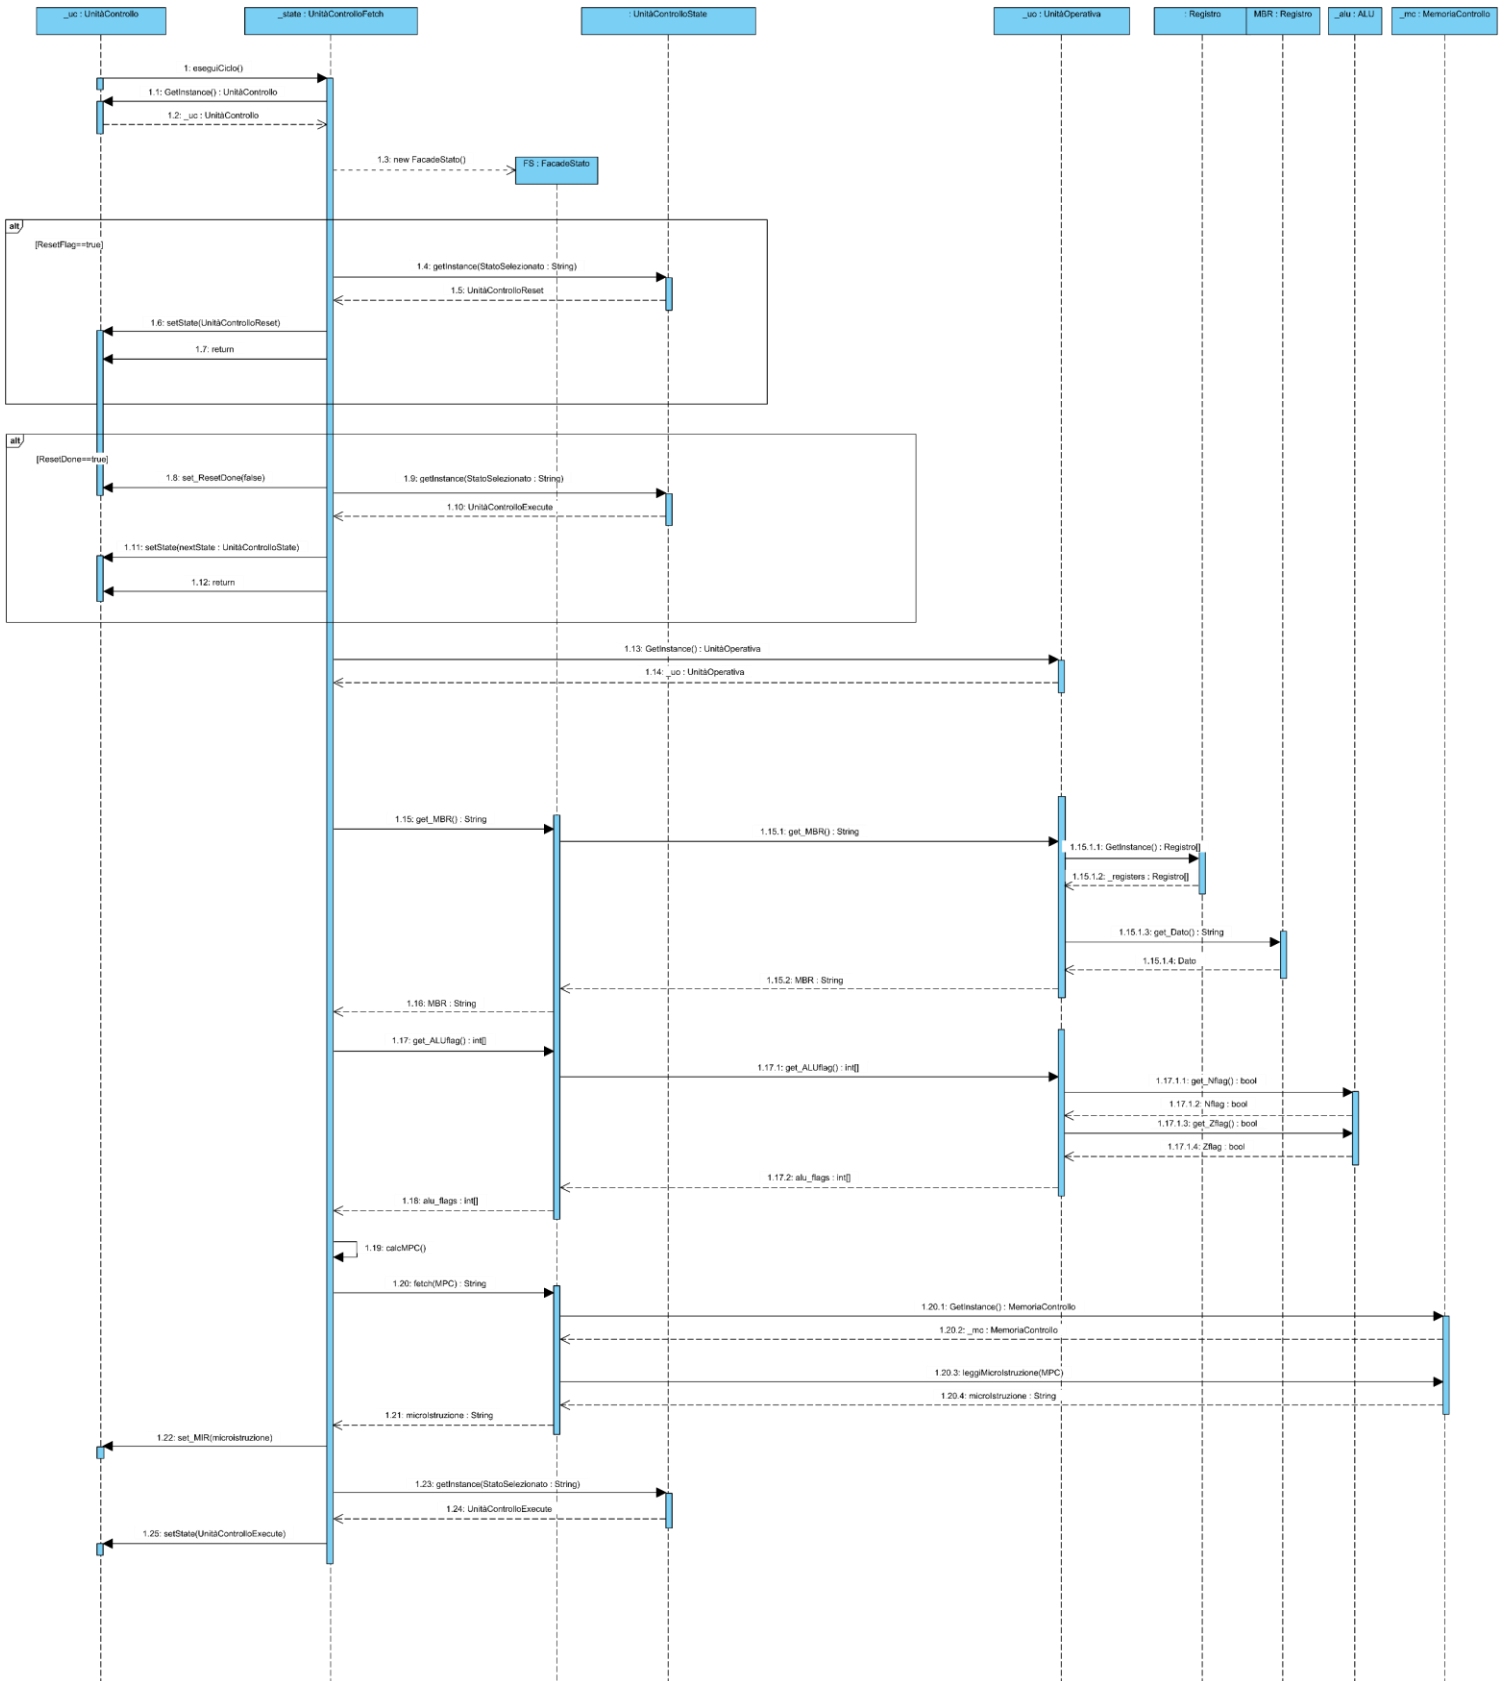 _uc : UnitàControllo
_state : UnitàControlloFetch
: UnitàControlloState
_uo : UnitàOperativa
: Registro
MBR : Registro
_alu : ALU
_mc : MemoriaControllo
1: eseguiCiclo()
1.1: GetInstance() : UnitàControllo
1.2: _uc : UnitàControllo
1.3: new FacadeStato()
FS : FacadeStato
alt
[ResetFlag==true]
1.4: getInstance(StatoSelezionato : String)
1.5: UnitàControlloReset
1.6: setState(UnitàControlloReset)
1.7: return
alt
[ResetDone==true]
1.8: set_ResetDone(false)
1.9: getInstance(StatoSelezionato : String)
1.10: UnitàControlloExecute
1.11: setState(nextState : UnitàControlloState)
1.12: return
1.13: GetInstance() : UnitàOperativa
1.14: _uo : UnitàOperativa
1.15: get_MBR() : String
1.15.1: get_MBR() : String
1.15.1.1: GetInstance() : Registro[]
1.15.1.2: _registers : Registro[]
1.15.1.3: get_Dato() : String
1.15.1.4: Dato
1.15.2: MBR : String
1.16: MBR : String
1.17: get_ALUflag() : int[]
1.17.1: get_ALUflag() : int[]
1.17.1.1: get_Nflag() : bool
1.17.1.2: Nflag : bool
1.17.1.3: get_Zflag() : bool
1.17.1.4: Zflag : bool
1.17.2: alu_flags : int[]
1.18: alu_flags : int[]
1.19: calcMPC()
1.20: fetch(MPC) : String
1.20.1: GetInstance() : MemoriaControllo
1.20.2: _mc : MemoriaControllo
1.20.3: leggiMicroIstruzione(MPC)
1.20.4: microIstruzione : String
1.21: microIstruzione : String
1.22: set_MIR(microistruzione)
1.23: getInstance(StatoSelezionato : String)
1.24: UnitàControlloExecute
1.25: setState(UnitàControlloExecute)